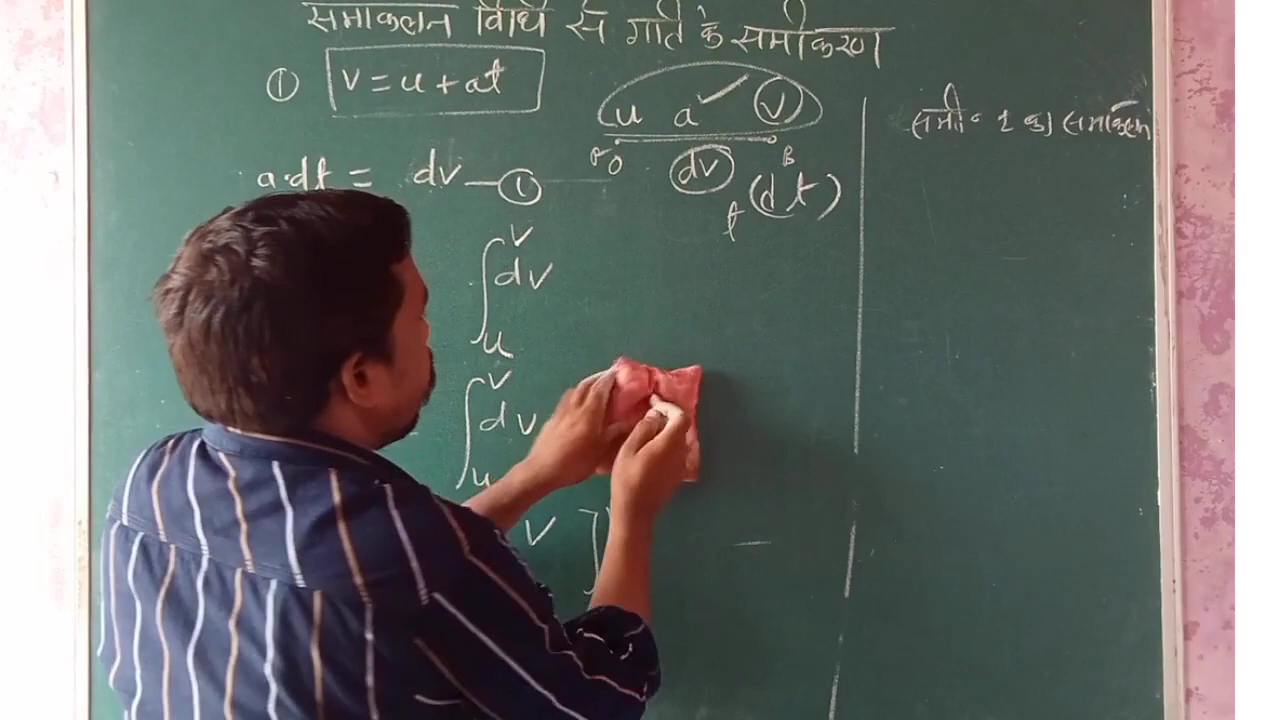 समाकलन विधि से गति के समीकरण
① v = u + at
u a ✓ v
O dv B
t (dt)
a·dt = dv — ①
समी॰ 1 का समाकलन
∫ᵤᵛ dv
∫ᵤᵛ dv
v ]